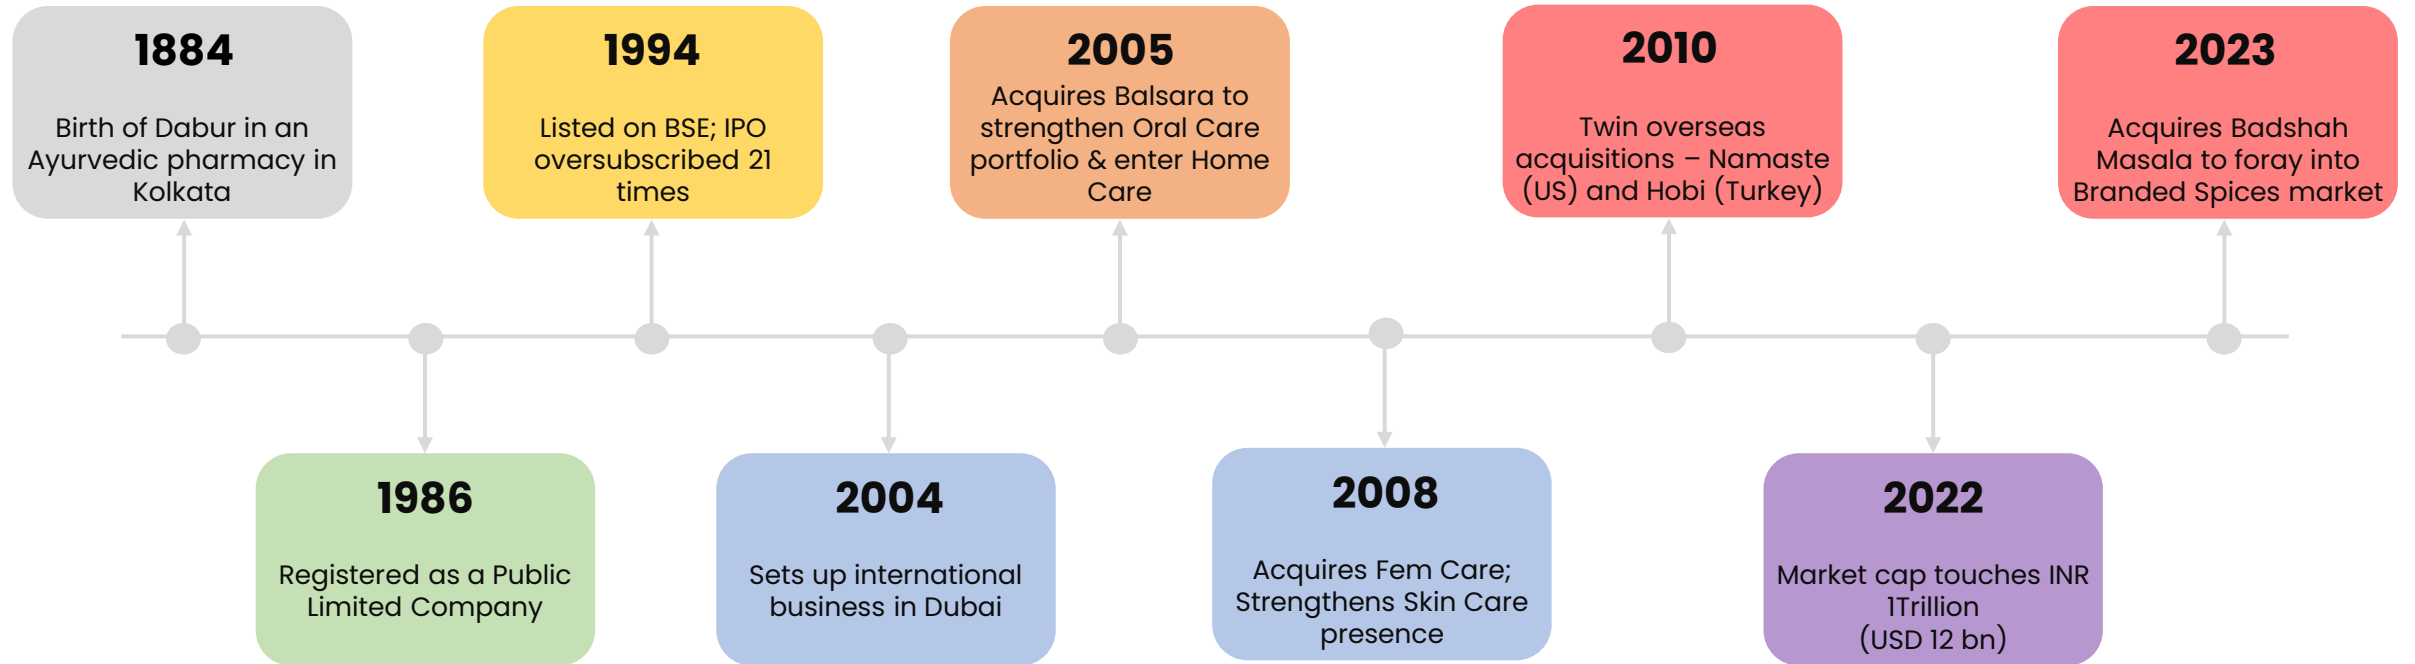 1884
Birth of Dabur in an
Ayurvedic pharmacy in
Kolkata
1986
Registered as a Public
Limited Company
1994
Listed on BSE; IPO
oversubscribed 21
times
2004
Sets up international
business in Dubai
2005
Acquires Balsara to
strengthen Oral Care
portfolio & enter Home
Care
2008
Acquires Fem Care;
Strengthens Skin Care
presence
2010
Twin overseas
acquisitions – Namaste
(US) and Hobi (Turkey)
2022
Market cap touches INR
1Trillion
(USD 12 bn)
2023
Acquires Badshah
Masala to foray into
Branded Spices market